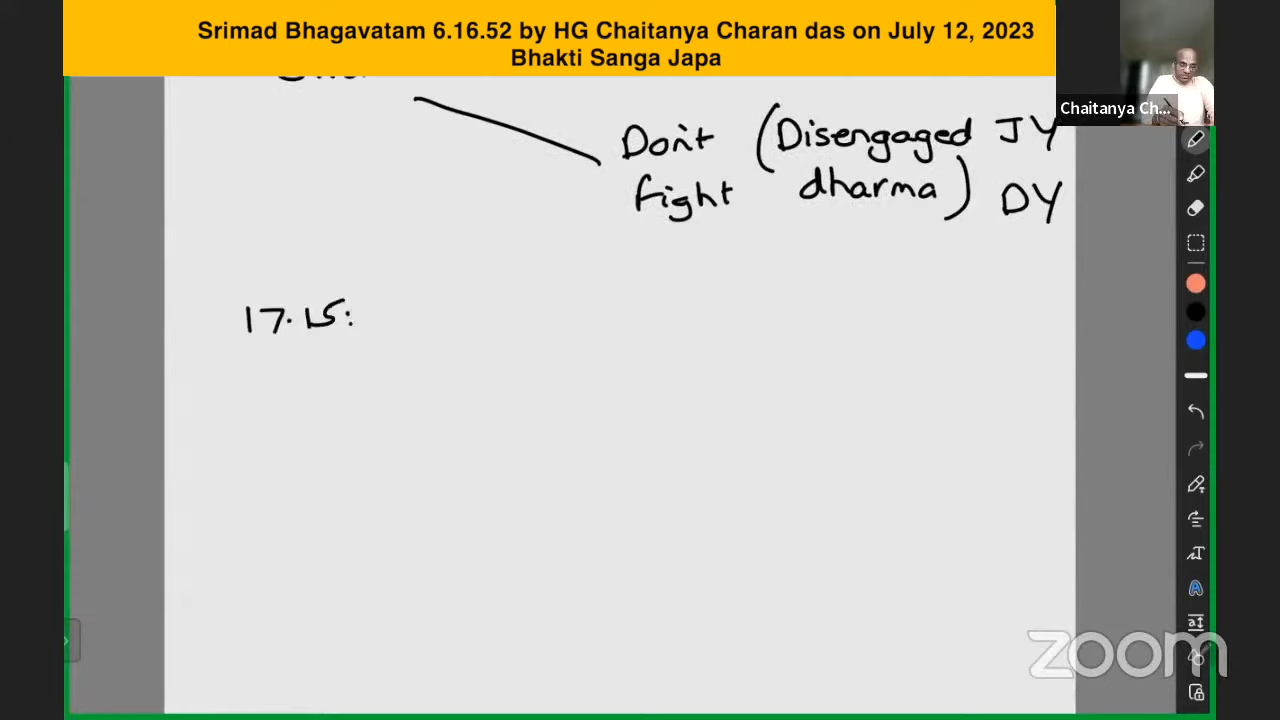 Srimad Bhagavatam 6.16.52 by HG Chaitanya Charan das on July 12, 2023
Bhakti Sanga Japa
Chaitanya Ch...
Don't (Disengaged JY
fight dharma) DY
17.15:
zoom